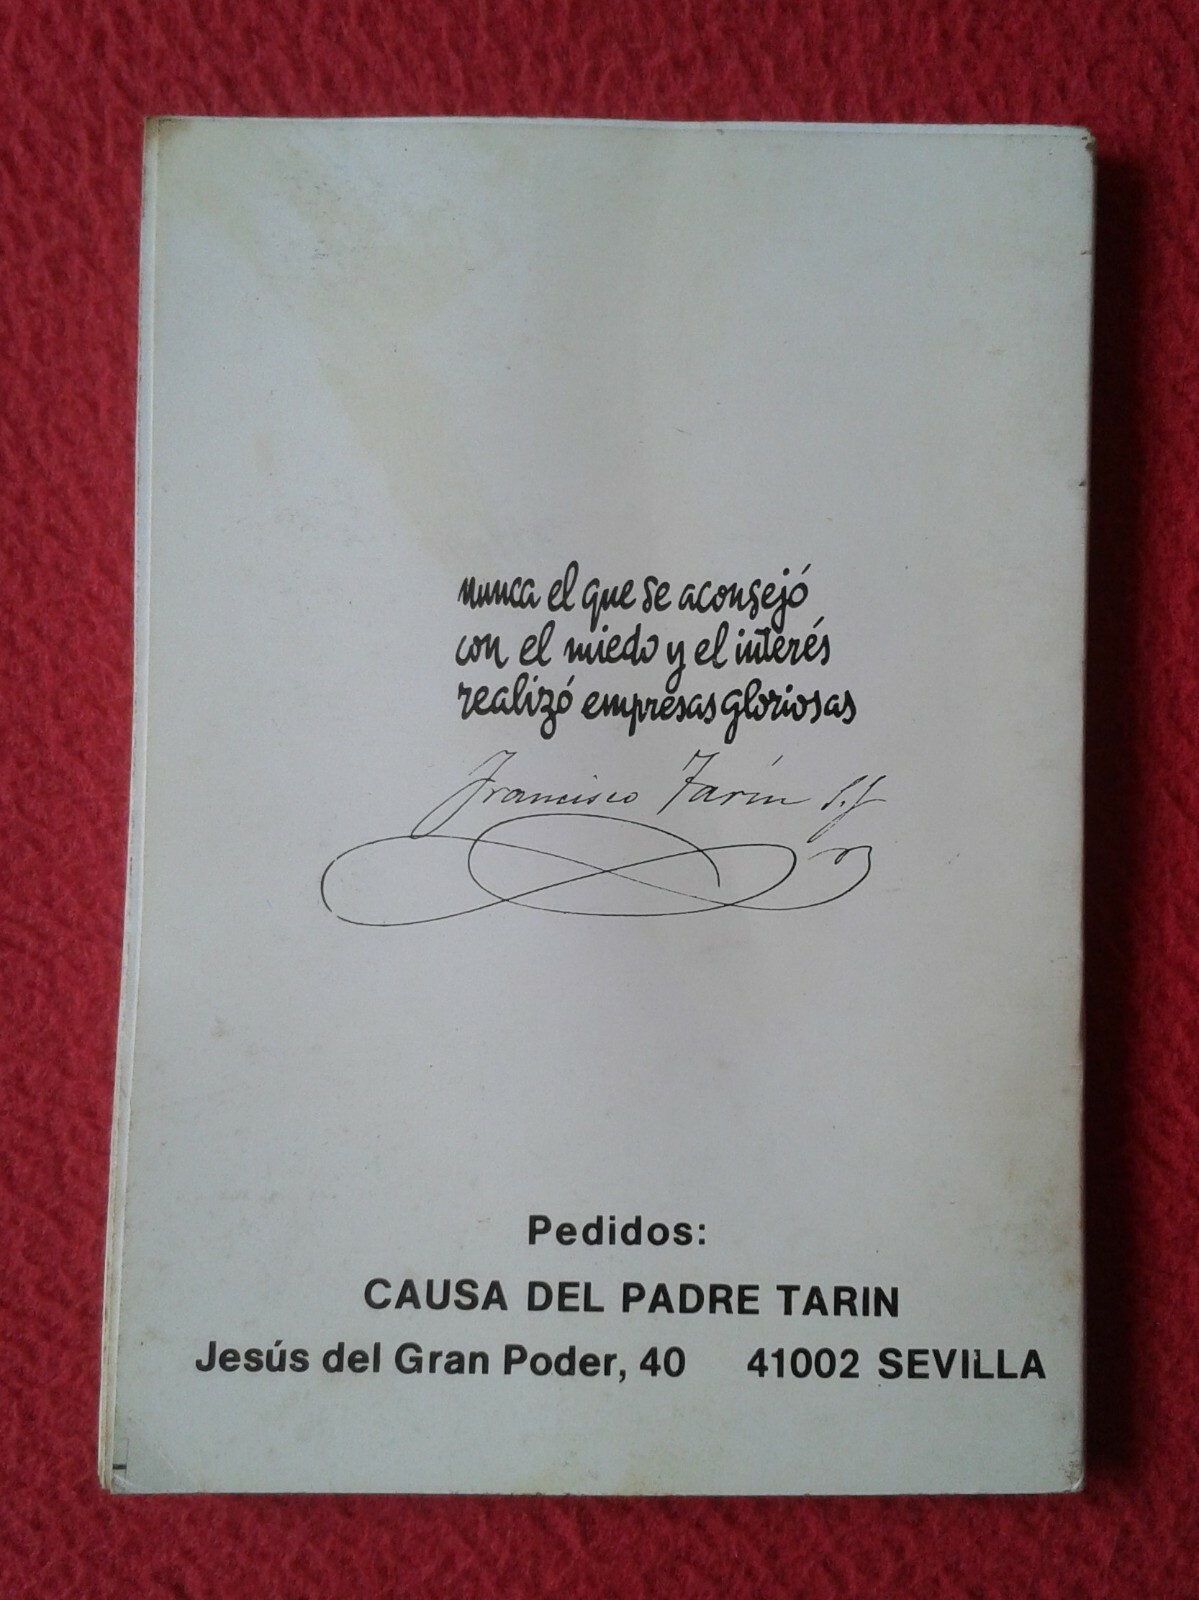 nunca el que se aconsejó
con el miedo y el interés
realizó empresas gloriosas
Francisco Tarín S.J
Pedidos:
CAUSA DEL PADRE TARIN
Jesús del Gran Poder, 40 41002 SEVILLA